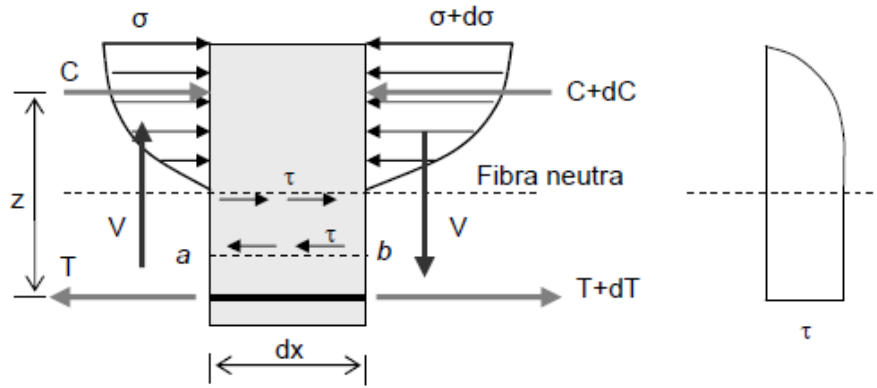 σ
σ+dσ
C
C+dC
τ
Fibra neutra
z
V
τ
V
a
b
T
T+dT
dx
τ